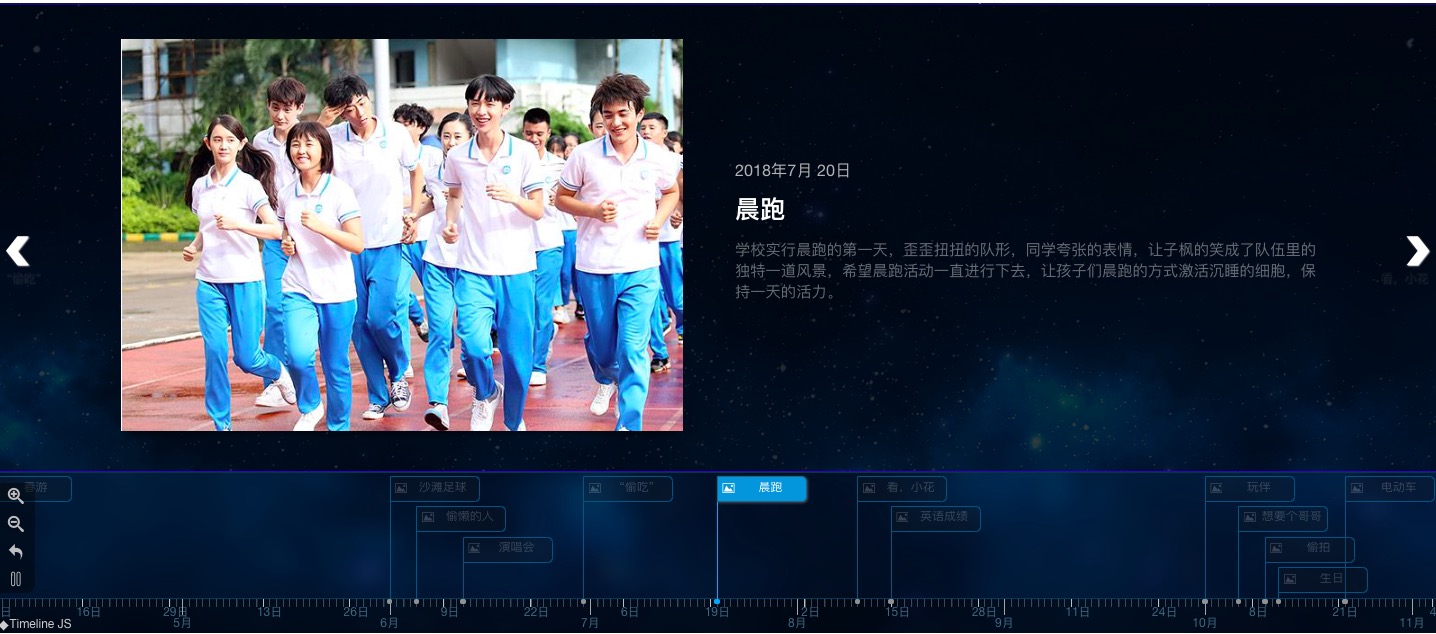 2018年7月 20日
晨跑
学校实行晨跑的第一天，歪歪扭扭的队形，同学夸张的表情，让子枫的笑成了队伍里的
独特一道风景，希望晨跑活动一直进行下去，让孩子们晨跑的方式激活沉睡的细胞，保
持一天的活力。
“偷吃”
看．小花
春游
沙滩足球
“偷吃”
晨跑
看．小花
玩伴
电动车
偷懒的人
英语成绩
想要个哥哥
演唱会
偷拍
生日
日 16日 29日 13日 26日 9日 22日 6日 19日 2日 15日 28日 11日 24日 8日 21日
5月 6月 7月 8月 9月 10月 11月
Timeline JS